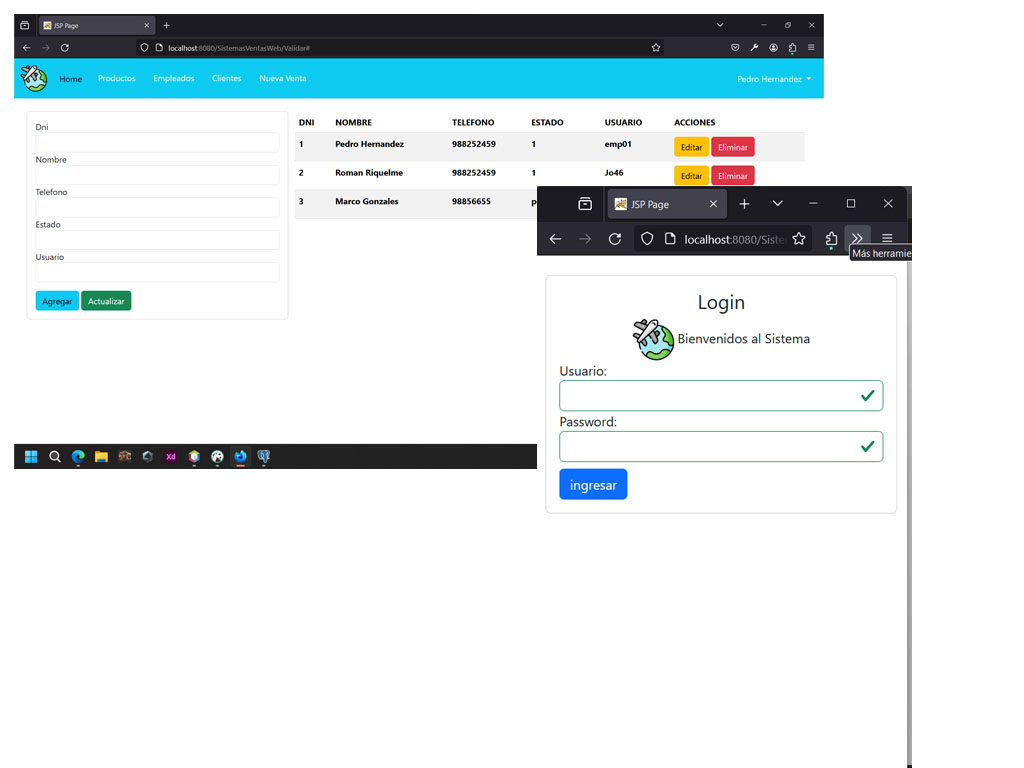 JSP Page
localhost:8080/SistemasVentasWeb/Validar#
Home Productos Empleados Clientes Nueva Venta Pedro Hernandez
Dni
Nombre
Telefono
Estado
Usuario
Agregar Actualizar
DNI NOMBRE TELEFONO ESTADO USUARIO ACCIONES
1 Pedro Hernandez 988252459 1 emp01 Editar Eliminar
2 Roman Riquelme 988252459 1 Jo46 Editar Eliminar
3 Marco Gonzales 98856655
Xd
JSP Page
localhost:8080/Siste
Más herramie
Login
Bienvenidos al Sistema
Usuario:
Password:
ingresar